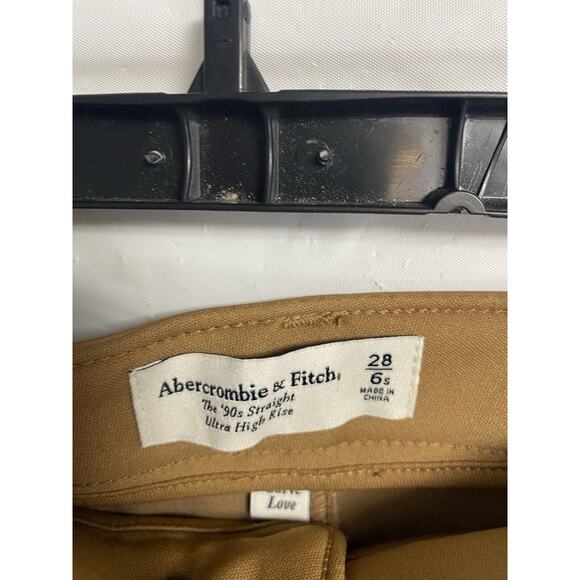 Abercrombie & Fitch
The '90s Straight
Ultra High Rise
28
6S
MADE IN
CHINA
Love